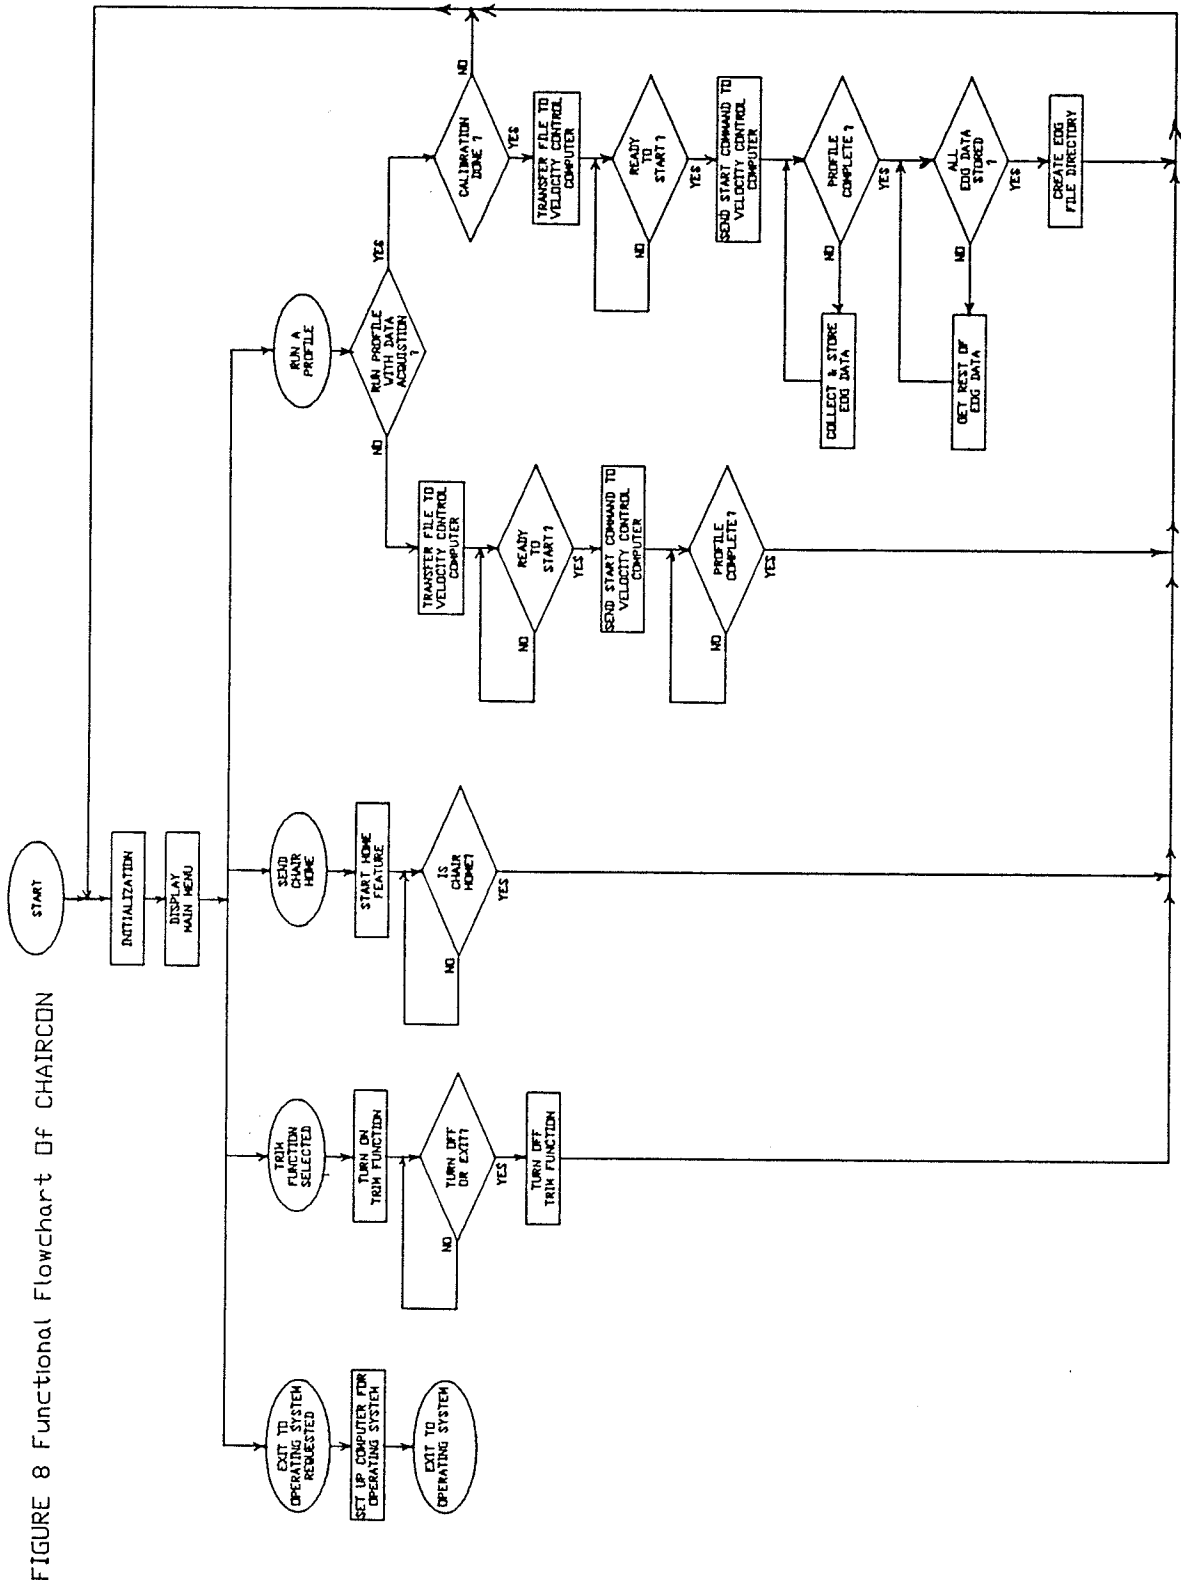 FIGURE 8 Functional Flowchart Of CHAIRCON
START
INITIALIZATION
DISPLAY
MAIN MENU
EXIT TO
OPERATING SYSTEM
REQUESTED
SET UP COMPUTER FOR
OPERATING SYSTEM
EXIT TO
OPERATING SYSTEM
TRIM
FUNCTION
SELECTED
TURN ON
TRIM FUNCTION
TURN OFF
OR EXIT?
NO
YES
TURN OFF
TRIM FUNCTION
SEND
CHAIR
HOME
START HOME
FEATURE
IS
CHAIR
HOME?
NO
YES
RUN A
PROFILE
RUN PROFILE
WITH DATA
ACQUISTION
?
NO
YES
TRANSFER FILE TO
VELOCITY CONTROL
COMPUTER
READY
TO
START?
NO
YES
SEND START COMMAND TO
VELOCITY CONTROL
COMPUTER
PROFILE
COMPLETE?
NO
YES
CALIBRATION
DONE ?
NO
YES
TRANSFER FILE TO
VELOCITY CONTROL
COMPUTER
READY
TO
START?
NO
YES
SEND START COMMAND TO
VELOCITY CONTROL
COMPUTER
PROFILE
COMPLETE?
NO
YES
COLLECT & STORE
EOG DATA
ALL
EOG DATA
STORED
?
NO
YES
GET REST OF
EOG DATA
CREATE EOG
FILE DIRECTORY